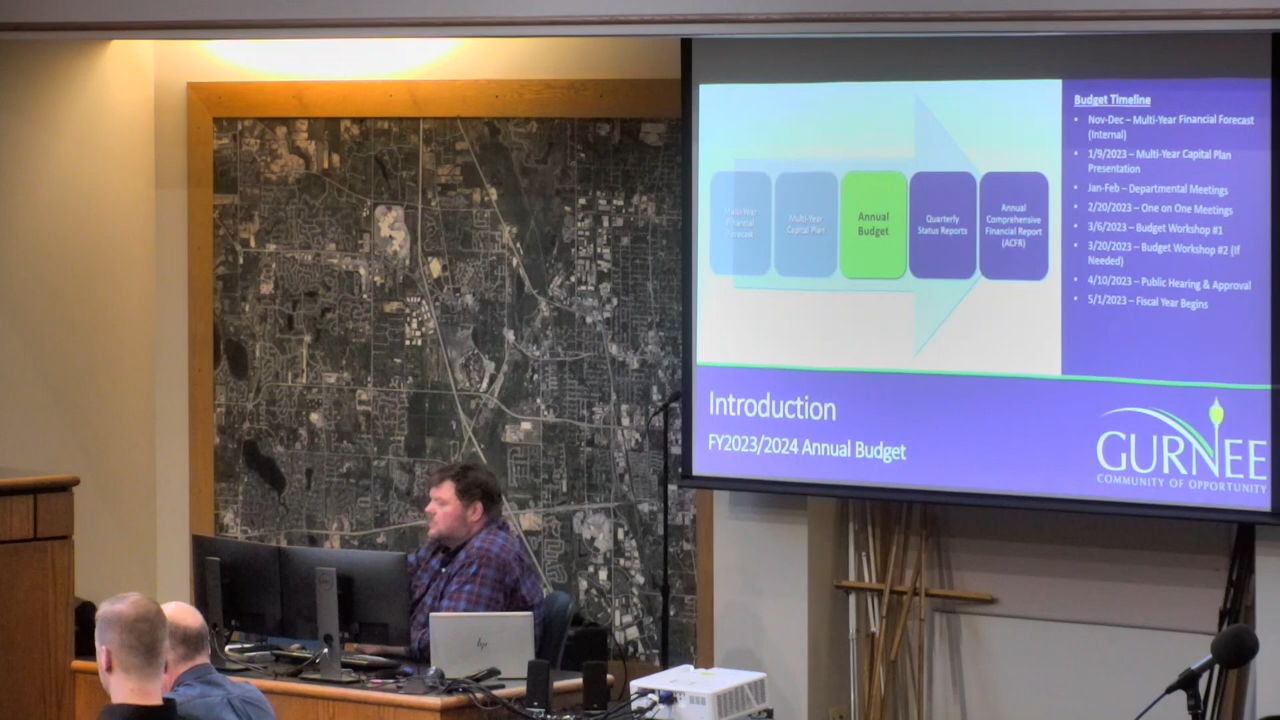 Budget Timeline
• Nov-Dec – Multi-Year Financial Forecast
(Internal)
• 1/9/2023 – Multi-Year Capital Plan
Presentation
• Jan-Feb – Departmental Meetings
• 2/20/2023 – One on One Meetings
• 3/6/2023 – Budget Workshop #1
• 3/20/2023 – Budget Workshop #2 (If
Needed)
• 4/10/2023 – Public Hearing & Approval
• 5/1/2023 – Fiscal Year Begins
Multi-Year
Financial
Forecast
Multi-Year
Capital Plan
Annual
Budget
Quarterly
Status Reports
Annual
Comprehensive
Financial Report
(ACFR)
Introduction
FY2023/2024 Annual Budget
GURNEE
COMMUNITY OF OPPORTUNITY
hp